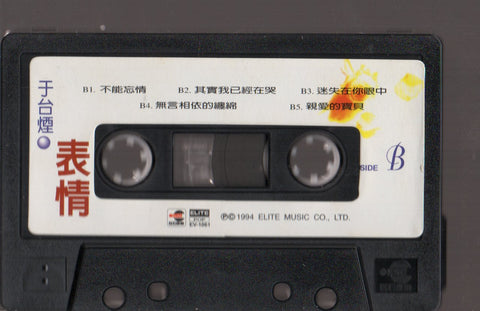 B1. 不能忘情 B2. 其實我已經在哭 B3. 迷失在你眼中
B4. 無言相依的纏綿 B5. 親愛的寶貝
于台煙
表情
SIDE B
ELITE
POP
EV-1061
ⓅⒸ1994 ELITE MUSIC CO., LTD.